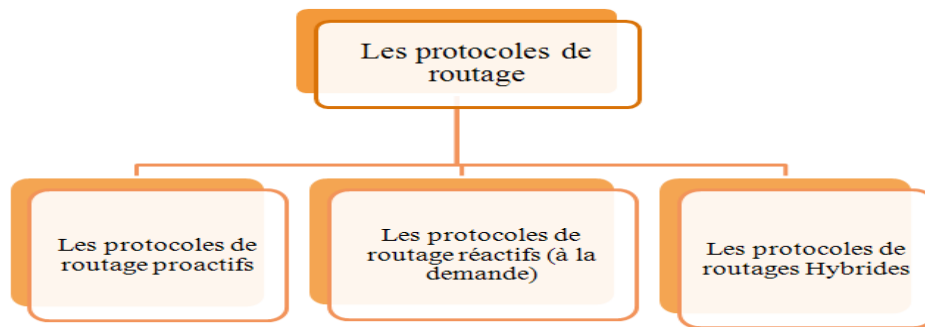 Les protocoles de
routage
Les protocoles de
routage proactifs
Les protocoles de
routage réactifs (à la
demande)
Les protocoles de
routages Hybrides